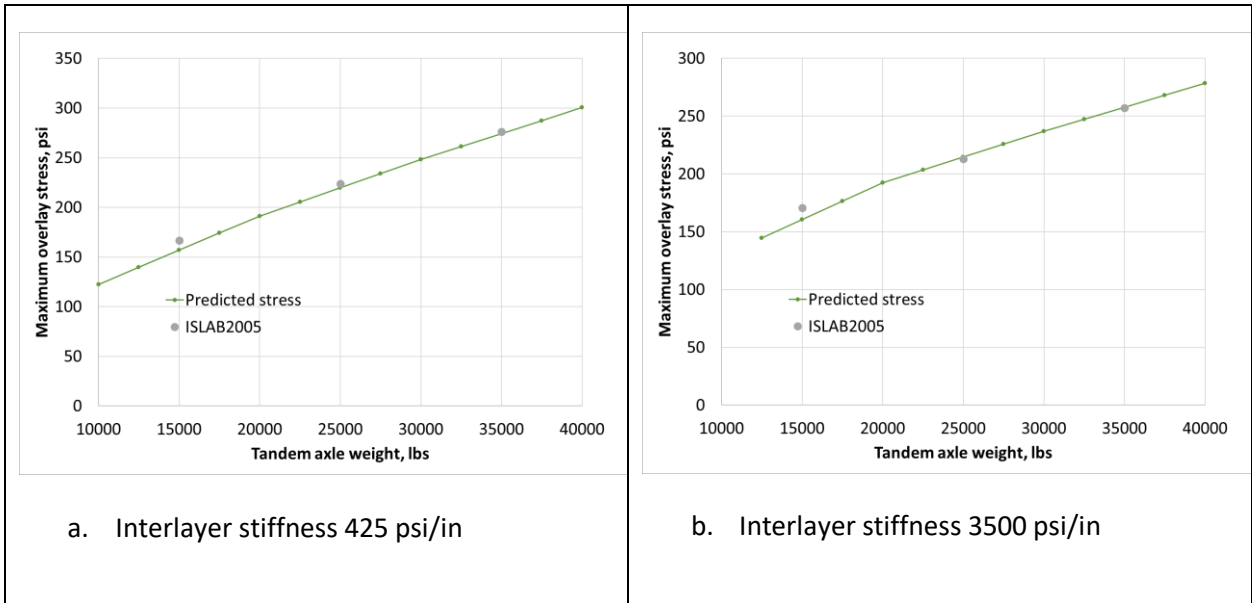 350
300
250
200
150
100
50
0
Maximum overlay stress, psi
Predicted stress
ISLAB2005
10000 15000 20000 25000 30000 35000 40000
Tandem axle weight, lbs
a. Interlayer stiffness 425 psi/in
300
250
200
150
100
50
0
Maximum overlay stress, psi
Predicted stress
ISLAB2005
10000 15000 20000 25000 30000 35000 40000
Tandem axle weight, lbs
b. Interlayer stiffness 3500 psi/in